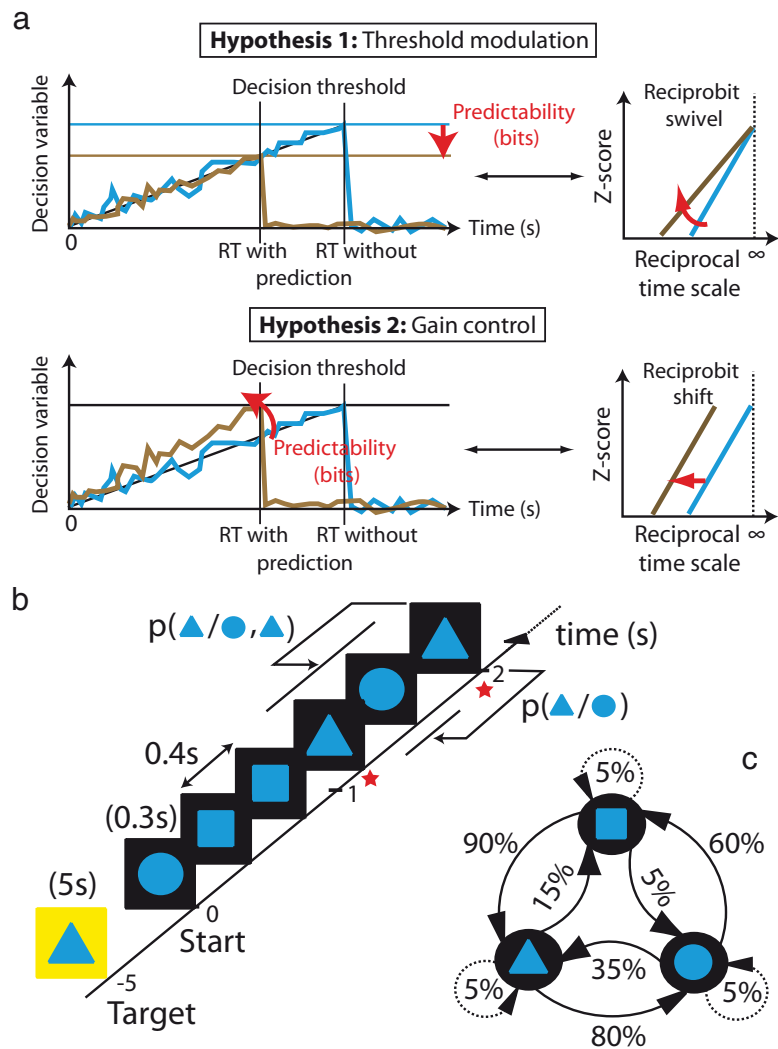 a
Hypothesis 1: Threshold modulation
Decision variable
Decision threshold
Predictability
(bits)
0
Time (s)
RT with
RT without
prediction
Z-score
Reciprobit
swivel
Reciprocal ∞
time scale
Hypothesis 2: Gain control
Decision variable
Decision threshold
Predictability
(bits)
0
Time (s)
RT with
RT without
prediction
Z-score
Reciprobit
shift
Reciprocal ∞
time scale
b
p(▲/●,▲)
time (s)
2
p(▲/●)
0.4s
1
(0.3s)
(5s)
0
Start
-5
Target
c
5%
90%
60%
15%
5%
35%
5%
5%
80%